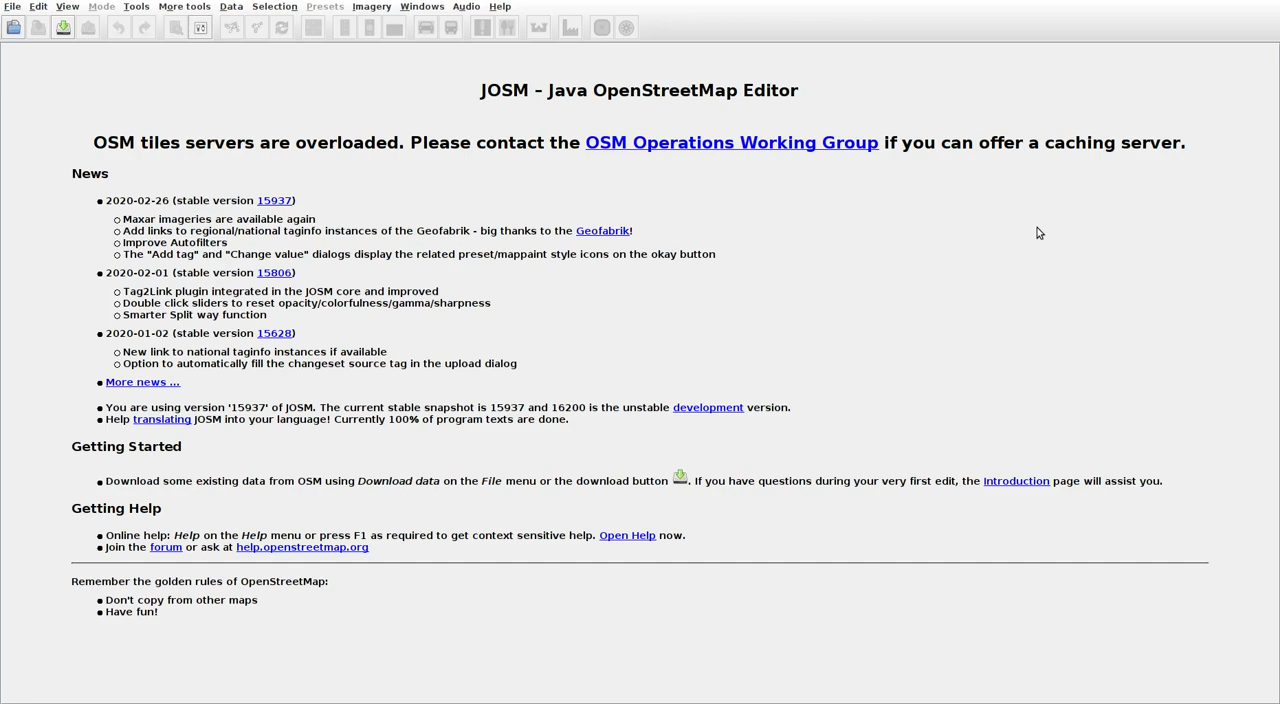 File Edit View Mode Tools More tools Data Selection Presets Imagery Windows Audio Help
JOSM – Java OpenStreetMap Editor
OSM tiles servers are overloaded. Please contact the OSM Operations Working Group if you can offer a caching server.
News
2020-02-26 (stable version 15937)
Maxar imageries are available again
Add links to regional/national taginfo instances of the Geofabrik - big thanks to the Geofabrik!
Improve Autofilters
The "Add tag" and "Change value" dialogs display the related preset/mappaint style icons on the okay button
2020-02-01 (stable version 15806)
Tag2Link plugin integrated in the JOSM core and improved
Double click sliders to reset opacity/colorfulness/gamma/sharpness
Smarter Split way function
2020-01-02 (stable version 15628)
New link to national taginfo instances if available
Option to automatically fill the changeset source tag in the upload dialog
More news ...
You are using version '15937' of JOSM. The current stable snapshot is 15937 and 16200 is the unstable development version.
Help translating JOSM into your language! Currently 100% of program texts are done.
Getting Started
Download some existing data from OSM using Download data on the File menu or the download button . If you have questions during your very first edit, the Introduction page will assist you.
Getting Help
Online help: Help on the Help menu or press F1 as required to get context sensitive help. Open Help now.
Join the forum or ask at help.openstreetmap.org
Remember the golden rules of OpenStreetMap:
Don't copy from other maps
Have fun!